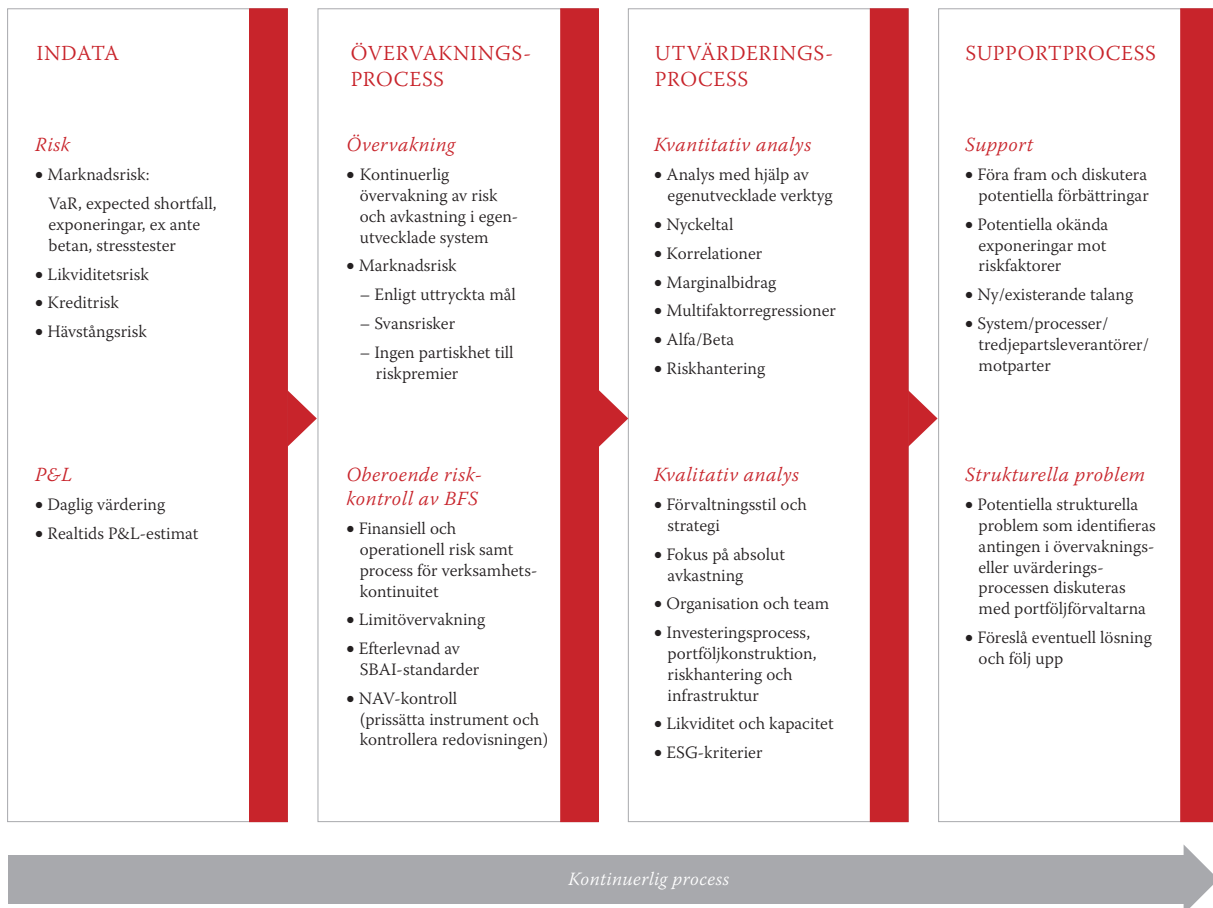 INDATA
Risk
• Marknadsrisk:
VaR, expected shortfall,
exponeringar, ex ante
betan, stresstester
• Likviditetsrisk
• Kreditrisk
• Hävstångsrisk
P&L
• Daglig värdering
• Realtids P&L-estimat
ÖVERVAKNINGS-
PROCESS
Övervakning
• Kontinuerlig
övervakning av risk
och avkastning i egen-
utvecklade system
• Marknadsrisk
– Enligt uttryckta mål
– Svansrisker
– Ingen partiskhet till
riskpremier
Oberoende risk-
kontroll av BFS
• Finansiell och
operationell risk samt
process för verksamhets-
kontinuitet
• Limitövervakning
• Efterlevnad av
SBAI-standarder
• NAV-kontroll
(prissätta instrument och
kontrollera redovisningen)
UTVÄRDERINGS-
PROCESS
Kvantitativ analys
• Analys med hjälp av
egenutvecklade verktyg
• Nyckeltal
• Korrelationer
• Marginalbidrag
• Multifaktorregressioner
• Alfa/Beta
• Riskhantering
Kvalitativ analys
• Förvaltningsstil och
strategi
• Fokus på absolut
avkastning
• Organisation och team
• Investeringsprocess,
portföljkonstruktion,
riskhantering och
infrastruktur
• Likviditet och kapacitet
• ESG-kriterier
SUPPORTPROCESS
Support
• Föra fram och diskutera
potentiella förbättringar
• Potentiella okända
exponeringar mot
riskfaktorer
• Ny/existerande talang
• System/processer/
tredjepartsleverantörer/
motparter
Strukturella problem
• Potentiella strukturella
problem som identifieras
antingen i övervaknings-
eller uvärderings-
processen diskuteras
med portföljförvaltarna
• Föreslå eventuell lösning
och följ upp
Kontinuerlig process